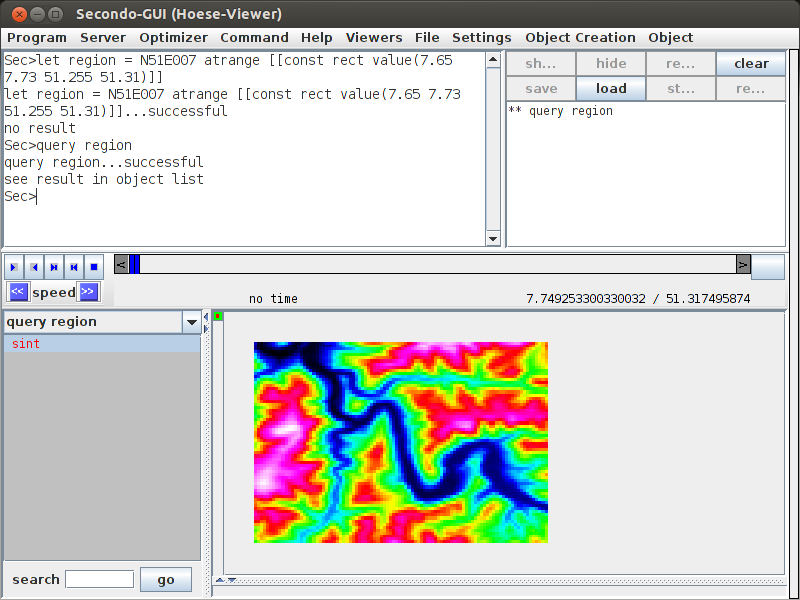 Secondo-GUI (Hoese-Viewer)
Program Server Optimizer Command Help Viewers File Settings Object Creation Object
Sec>let region = N51E007 atrange [[const rect value(7.65
7.73 51.255 51.31)]]
let region = N51E007 atrange [[const rect value(7.65 7.73
51.255 51.31)]]...successful
no result
Sec>query region
query region...successful
see result in object list
Sec>
sh... hide re... clear
save load st... re...
** query region
< >
<< speed >>
no time 7.749253300330032 / 51.317495874
query region
sint
search go